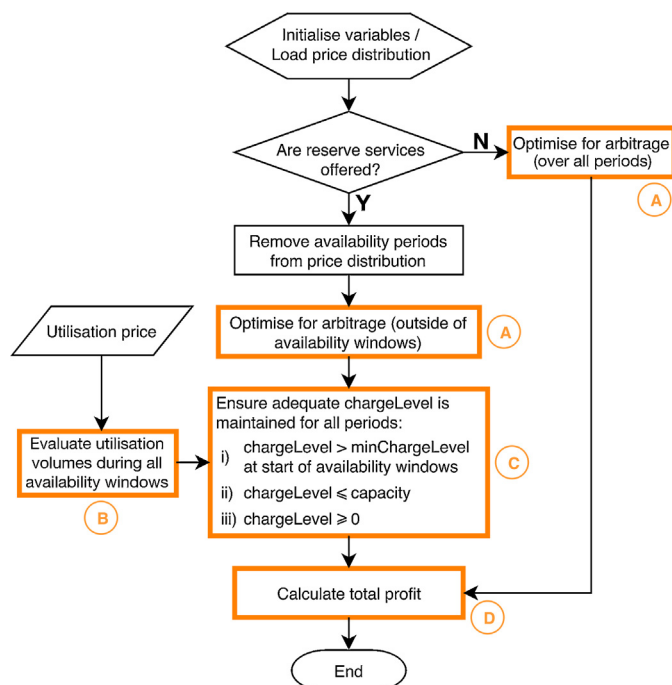 Initialise variables /
Load price distribution
Are reserve services
offered?
N
Optimise for arbitrage
(over all periods)
A
Y
Remove availability periods
from price distribution
Utilisation price
Optimise for arbitrage (outside of
availability windows)
A
Ensure adequate chargeLevel is
maintained for all periods:
i) chargeLevel > minChargeLevel
at start of availability windows
ii) chargeLevel ⩽ capacity
iii) chargeLevel ⩾ 0
C
Evaluate utilisation
volumes during all
availability windows
B
Calculate total profit
D
End